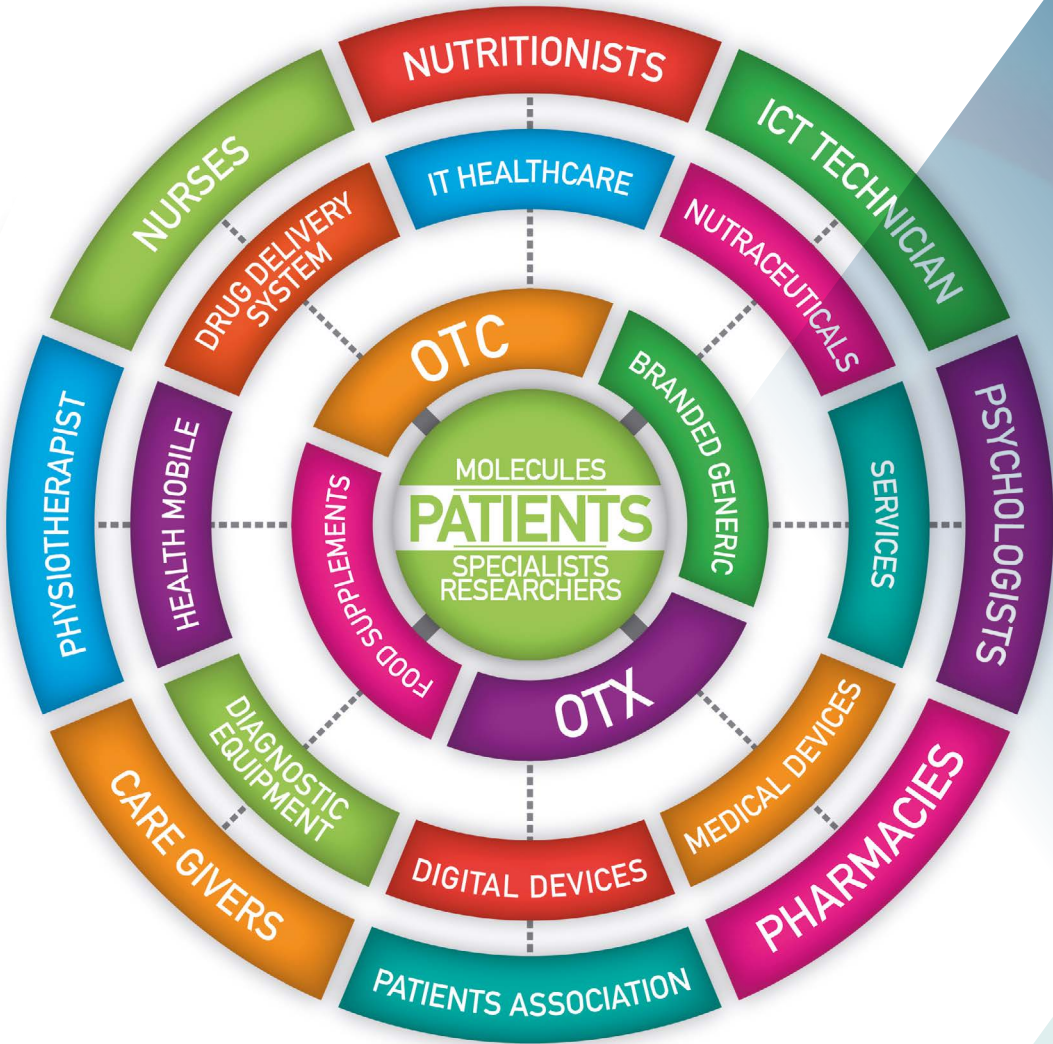 NUTRITIONISTS
ICT TECHNICIAN
PSYCHOLOGISTS
PHARMACIES
PATIENTS ASSOCIATION
CARE GIVERS
PHYSIOTHERAPIST
NURSES
IT HEALTHCARE
NUTRACEUTICALS
SERVICES
MEDICAL DEVICES
DIGITAL DEVICES
DIAGNOSTIC
EQUIPMENT
HEALTH MOBILE
DRUG DELIVERY
SYSTEM
OTC
BRANDED GENERIC
OTX
FOOD SUPPLEMENTS
MOLECULES
PATIENTS
SPECIALISTS
RESEARCHERS